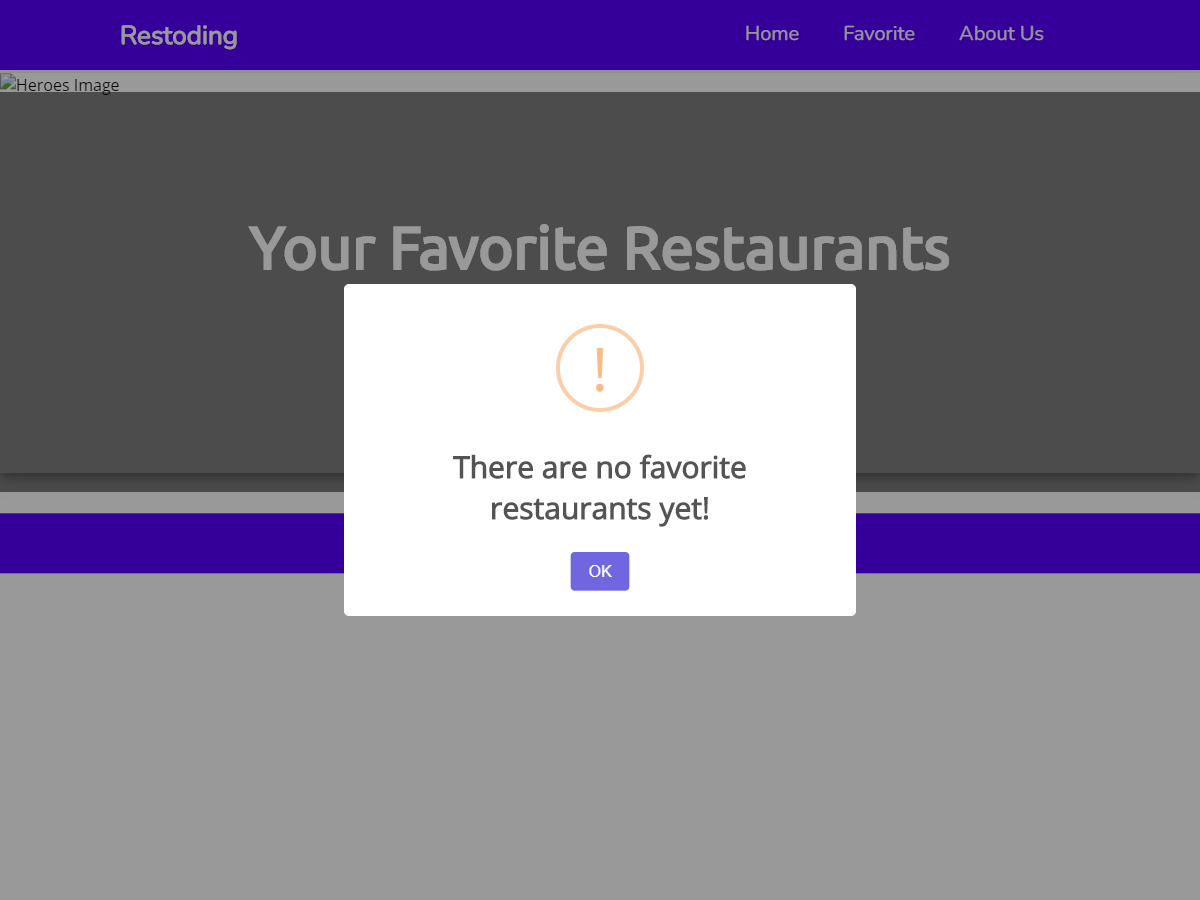 Restoding
Home Favorite About Us
Heroes Image
Your Favorite Restaurants
!
There are no favorite
restaurants yet!
OK